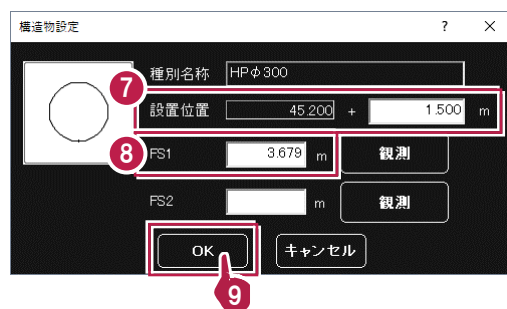 構造物設定 ? ×
種別名称 HPφ300
7 設置位置 45.200 + 1.500 m
8 FS1 3.679 m 観測
FS2 m 観測
OK キャンセル
9